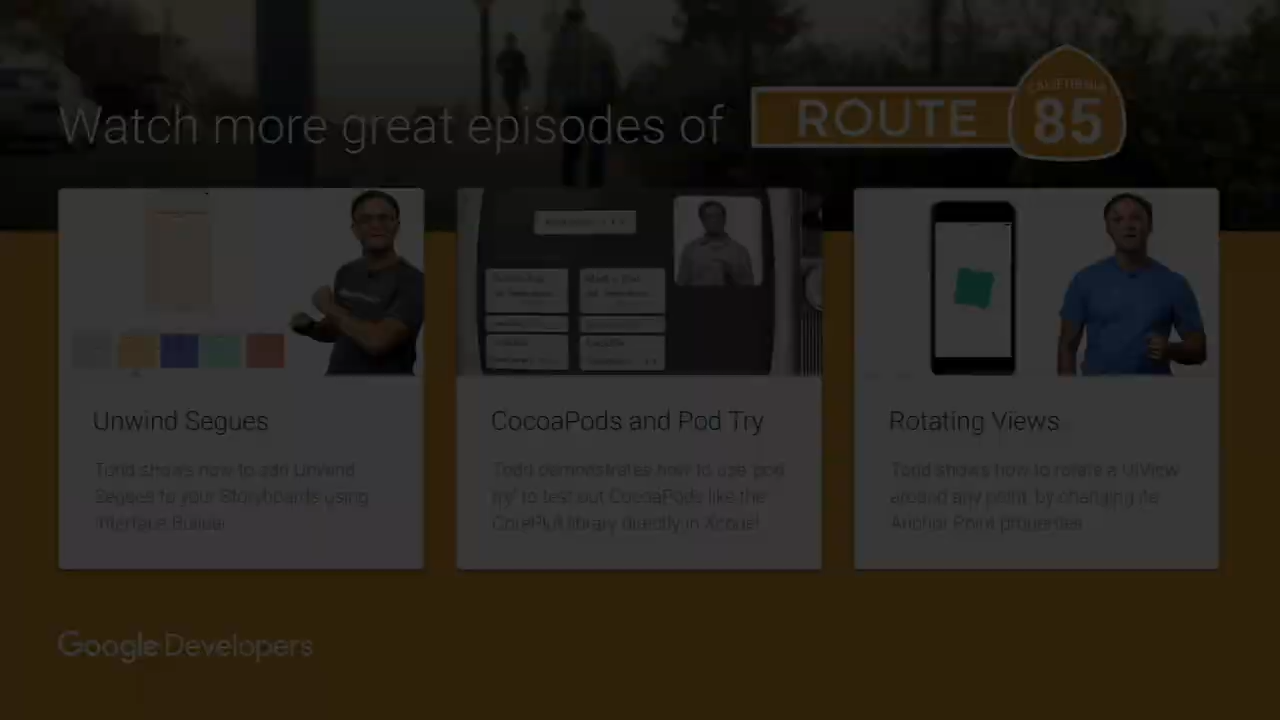 Watch more great episodes of
ROUTE
CALIFORNIA
85
Unwind Segues
Todd shows how to add Unwind
Segues to your Storyboards using
Interface Builder
CocoaPods and Pod Try
Todd demonstrates how to use 'pod
try' to test out CocoaPods like the
CorePlot library directly in Xcode!
Rotating Views
Todd shows how to rotate a UIView
around any point, by changing its
Anchor Point properties
Google Developers